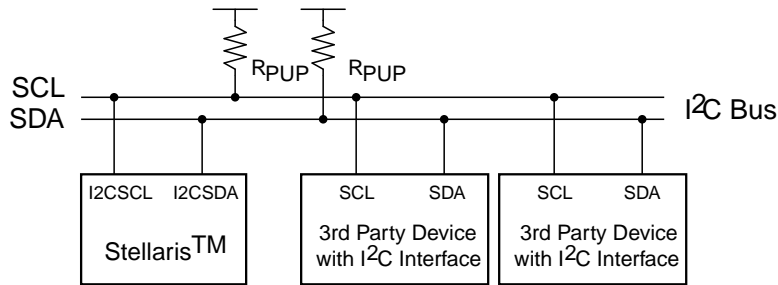 RPUP RPUP
SCL
SDA
I2C Bus
I2CSCL I2CSDA SCL SDA SCL SDA
Stellaris™
3rd Party Device
with I2C Interface
3rd Party Device
with I2C Interface